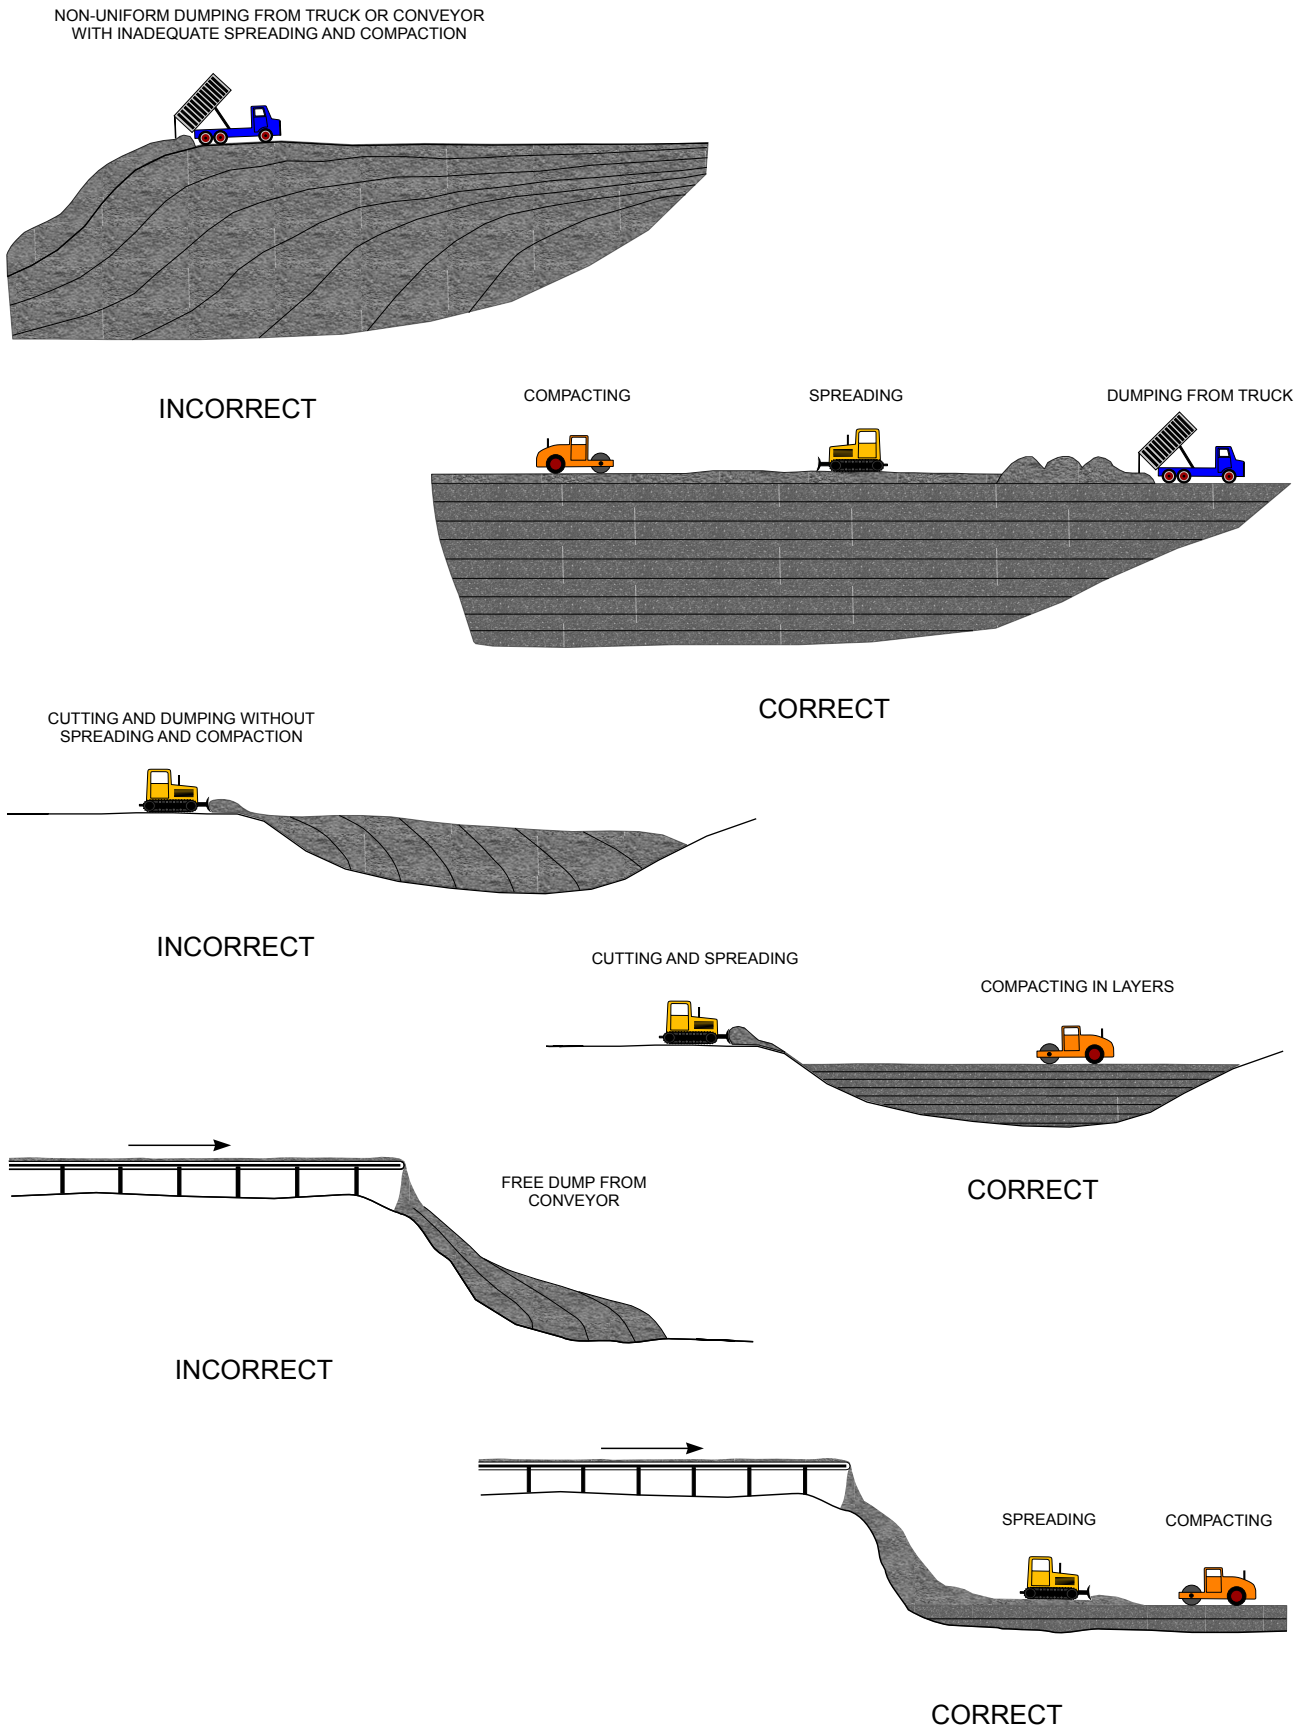 NON-UNIFORM DUMPING FROM TRUCK OR CONVEYOR
WITH INADEQUATE SPREADING AND COMPACTION
INCORRECT
COMPACTING
SPREADING
DUMPING FROM TRUCK
CORRECT
CUTTING AND DUMPING WITHOUT
SPREADING AND COMPACTION
INCORRECT
CUTTING AND SPREADING
COMPACTING IN LAYERS
CORRECT
FREE DUMP FROM
CONVEYOR
INCORRECT
SPREADING
COMPACTING
CORRECT